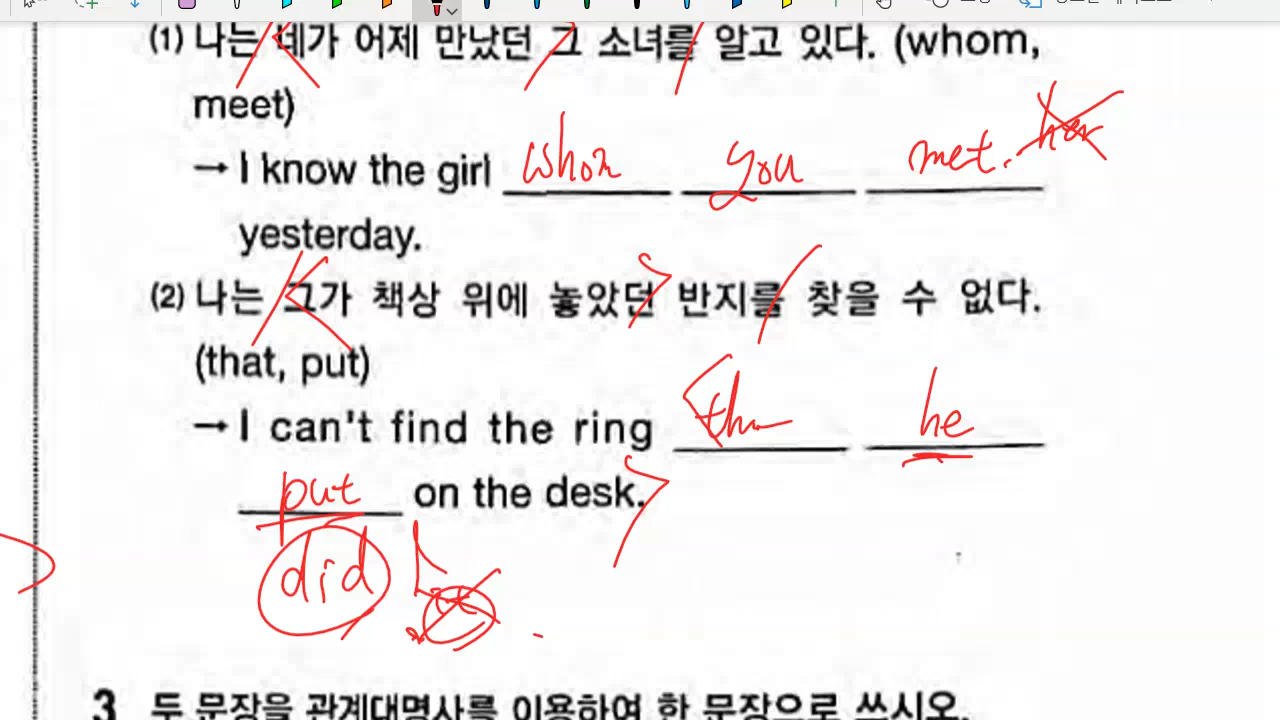 (1) 나는 네가 어제 만났던 그 소녀를 알고 있다. (whom,
meet)
→ I know the girl whom you met. her
yesterday.
(2) 나는 그가 책상 위에 놓았던 반지를 찾을 수 없다.
(that, put)
→ I can't find the ring he
put on the desk.
did
3 두 문장을 관계대명사를 이용하여 한 문장으로 쓰시오.